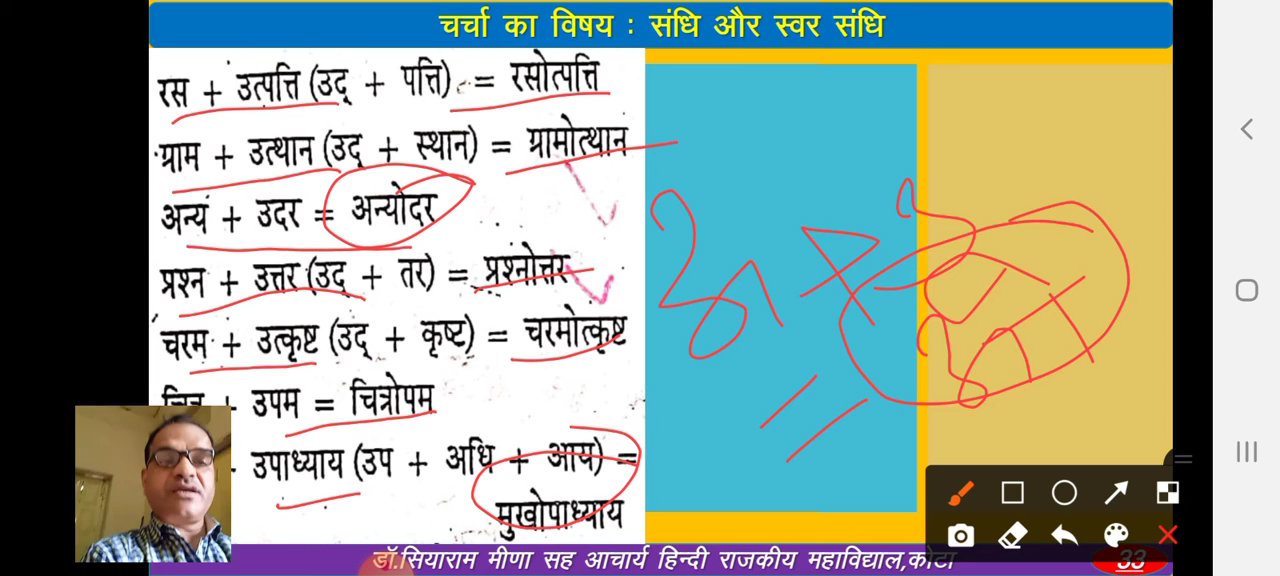 चर्चा का विषय : संधि और स्वर संधि
रस + उत्पत्ति (उद् + पत्ति) = रसोत्पत्ति
ग्राम + उत्थान (उद् + स्थान) = ग्रामोत्थान
अन्य + उदर = अन्योदर
प्रश्न + उत्तर (उद् + तर) = प्रश्नोत्तर
चरम + उत्कृष्ट (उद् + कृष्ट) = चरमोत्कृष्ट
+ उपम = चित्रोपम
उपाध्याय (उप + अधि + आय) =
मुखोपाध्याय
डॉ.सियाराम मीणा सह आचार्य हिन्दी राजकीय महाविद्याल,कोटा
33